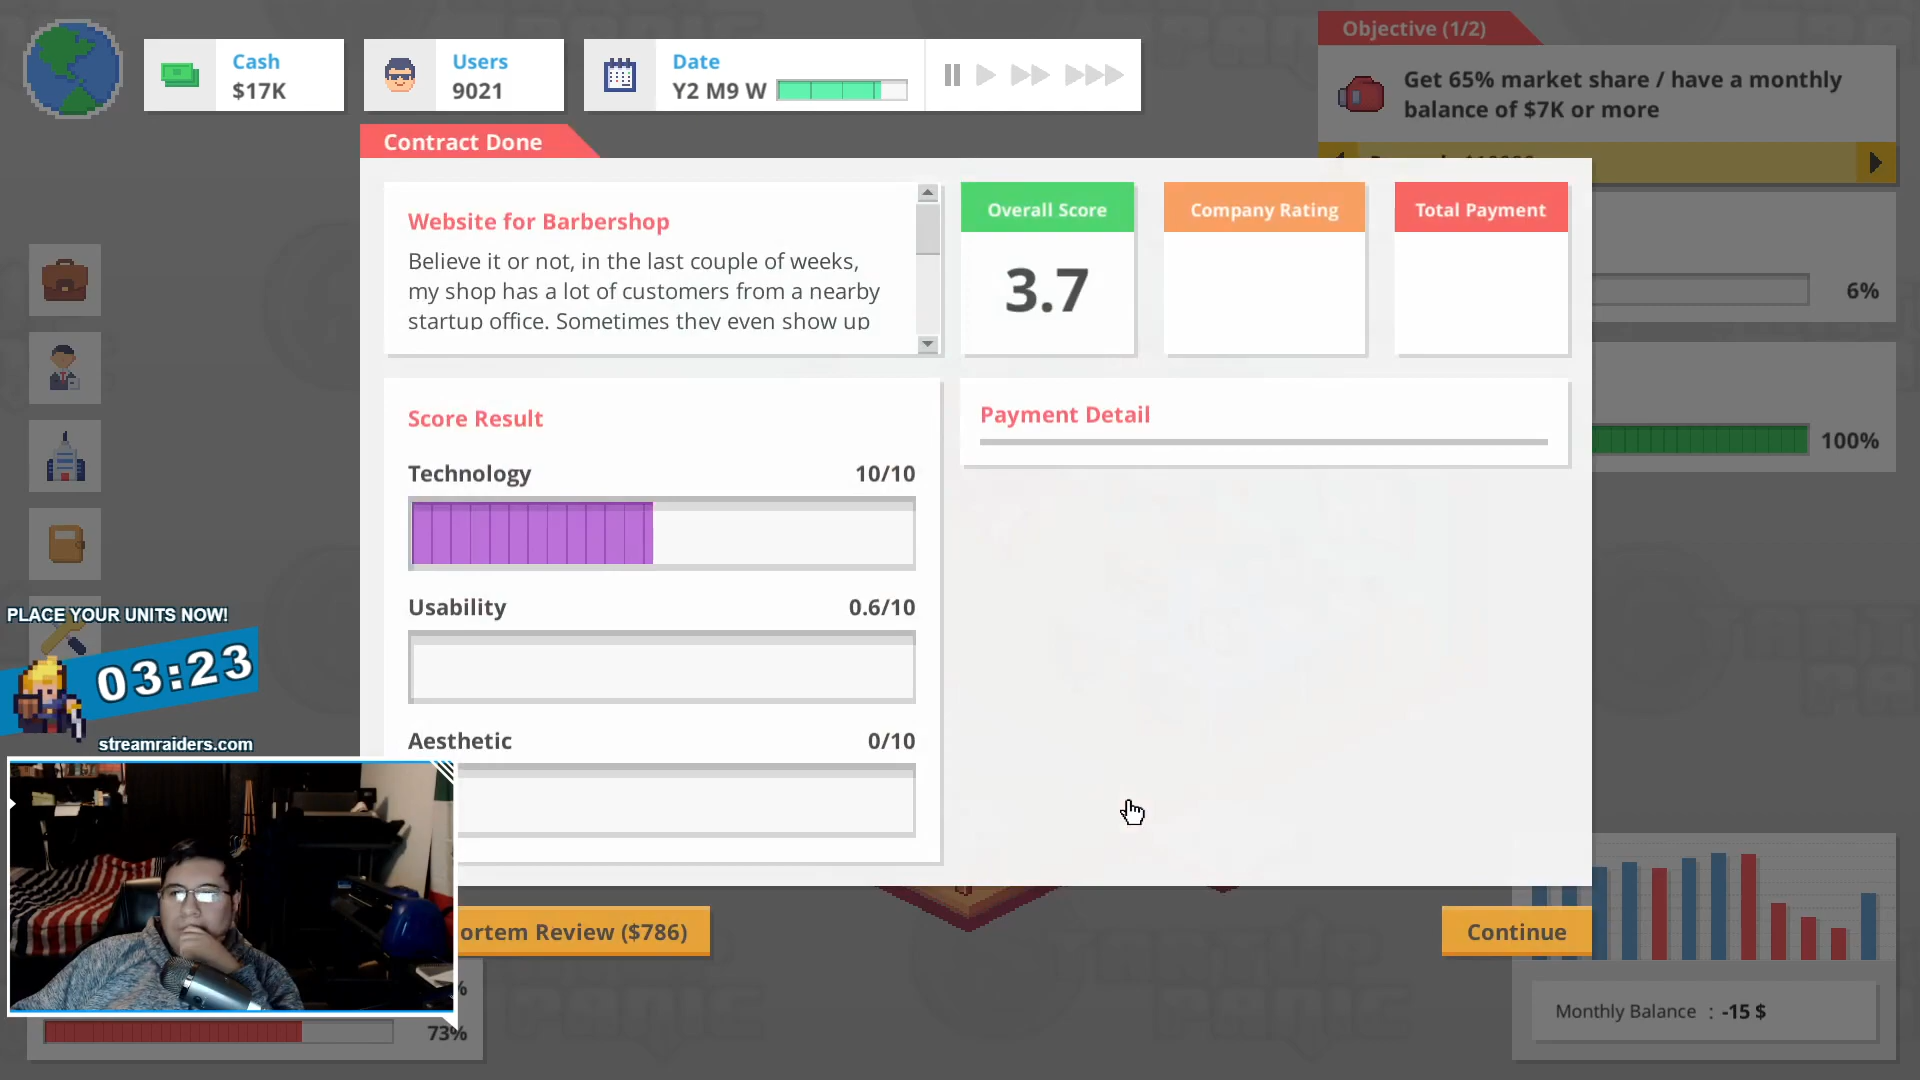 Cash
$17K
Users
9021
Date
Y2 M9 W
Objective (1/2)
Get 65% market share / have a monthly
balance of $7K or more
Contract Done
Website for Barbershop
Believe it or not, in the last couple of weeks,
my shop has a lot of customers from a nearby
startup office. Sometimes they even show up
Overall Score
3.7
Company Rating
Total Payment
6%
Score Result
Technology
10/10
Usability
0.6/10
Aesthetic
0/10
Payment Detail
100%
PLACE YOUR UNITS NOW!
03:23
streamraiders.com
ortem Review ($786)
Continue
%
73%
Monthly Balance : -15 $